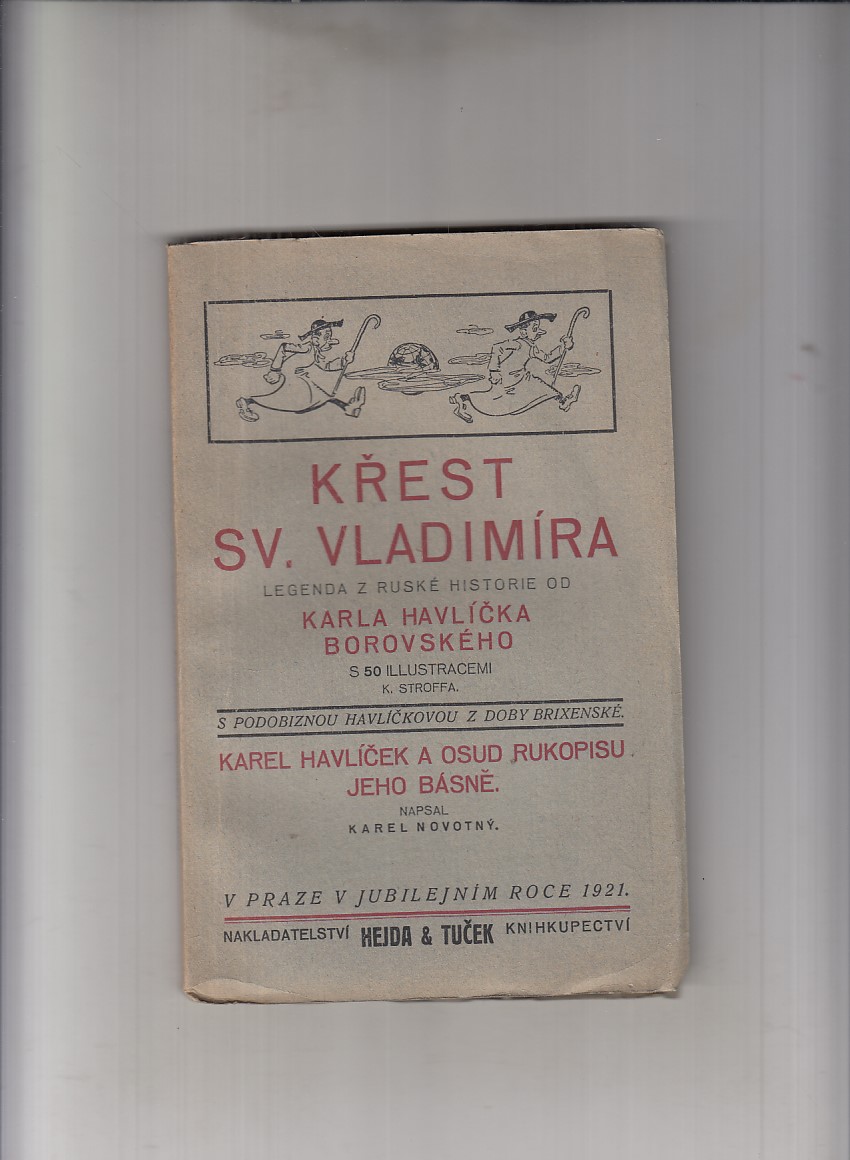 KŘEST
SV. VLADIMÍRA
LEGENDA Z RUSKÉ HISTORIE OD
KARLA HAVLÍČKA
BOROVSKÉHO
S 50 ILLUSTRACEMI
K. STROFFA.
S PODOBIZNOU HAVLÍČKOVOU Z DOBY BRIXENSKÉ.
KAREL HAVLÍČEK A OSUD RUKOPISU
JEHO BÁSNĚ.
NAPSAL
KAREL NOVOTNÝ.
V PRAZE V JUBILEJNÍM ROCE 1921.
NAKLADATELSTVÍ HEJDA & TUČEK KNIHKUPECTVÍ